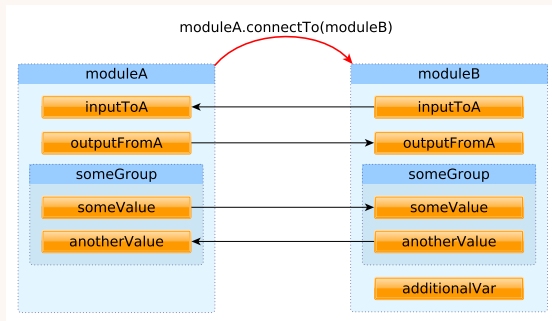 moduleA.connectTo(moduleB)
moduleA
inputToA
outputFromA
someGroup
someValue
anotherValue
moduleB
inputToA
outputFromA
someGroup
someValue
anotherValue
additionalVar